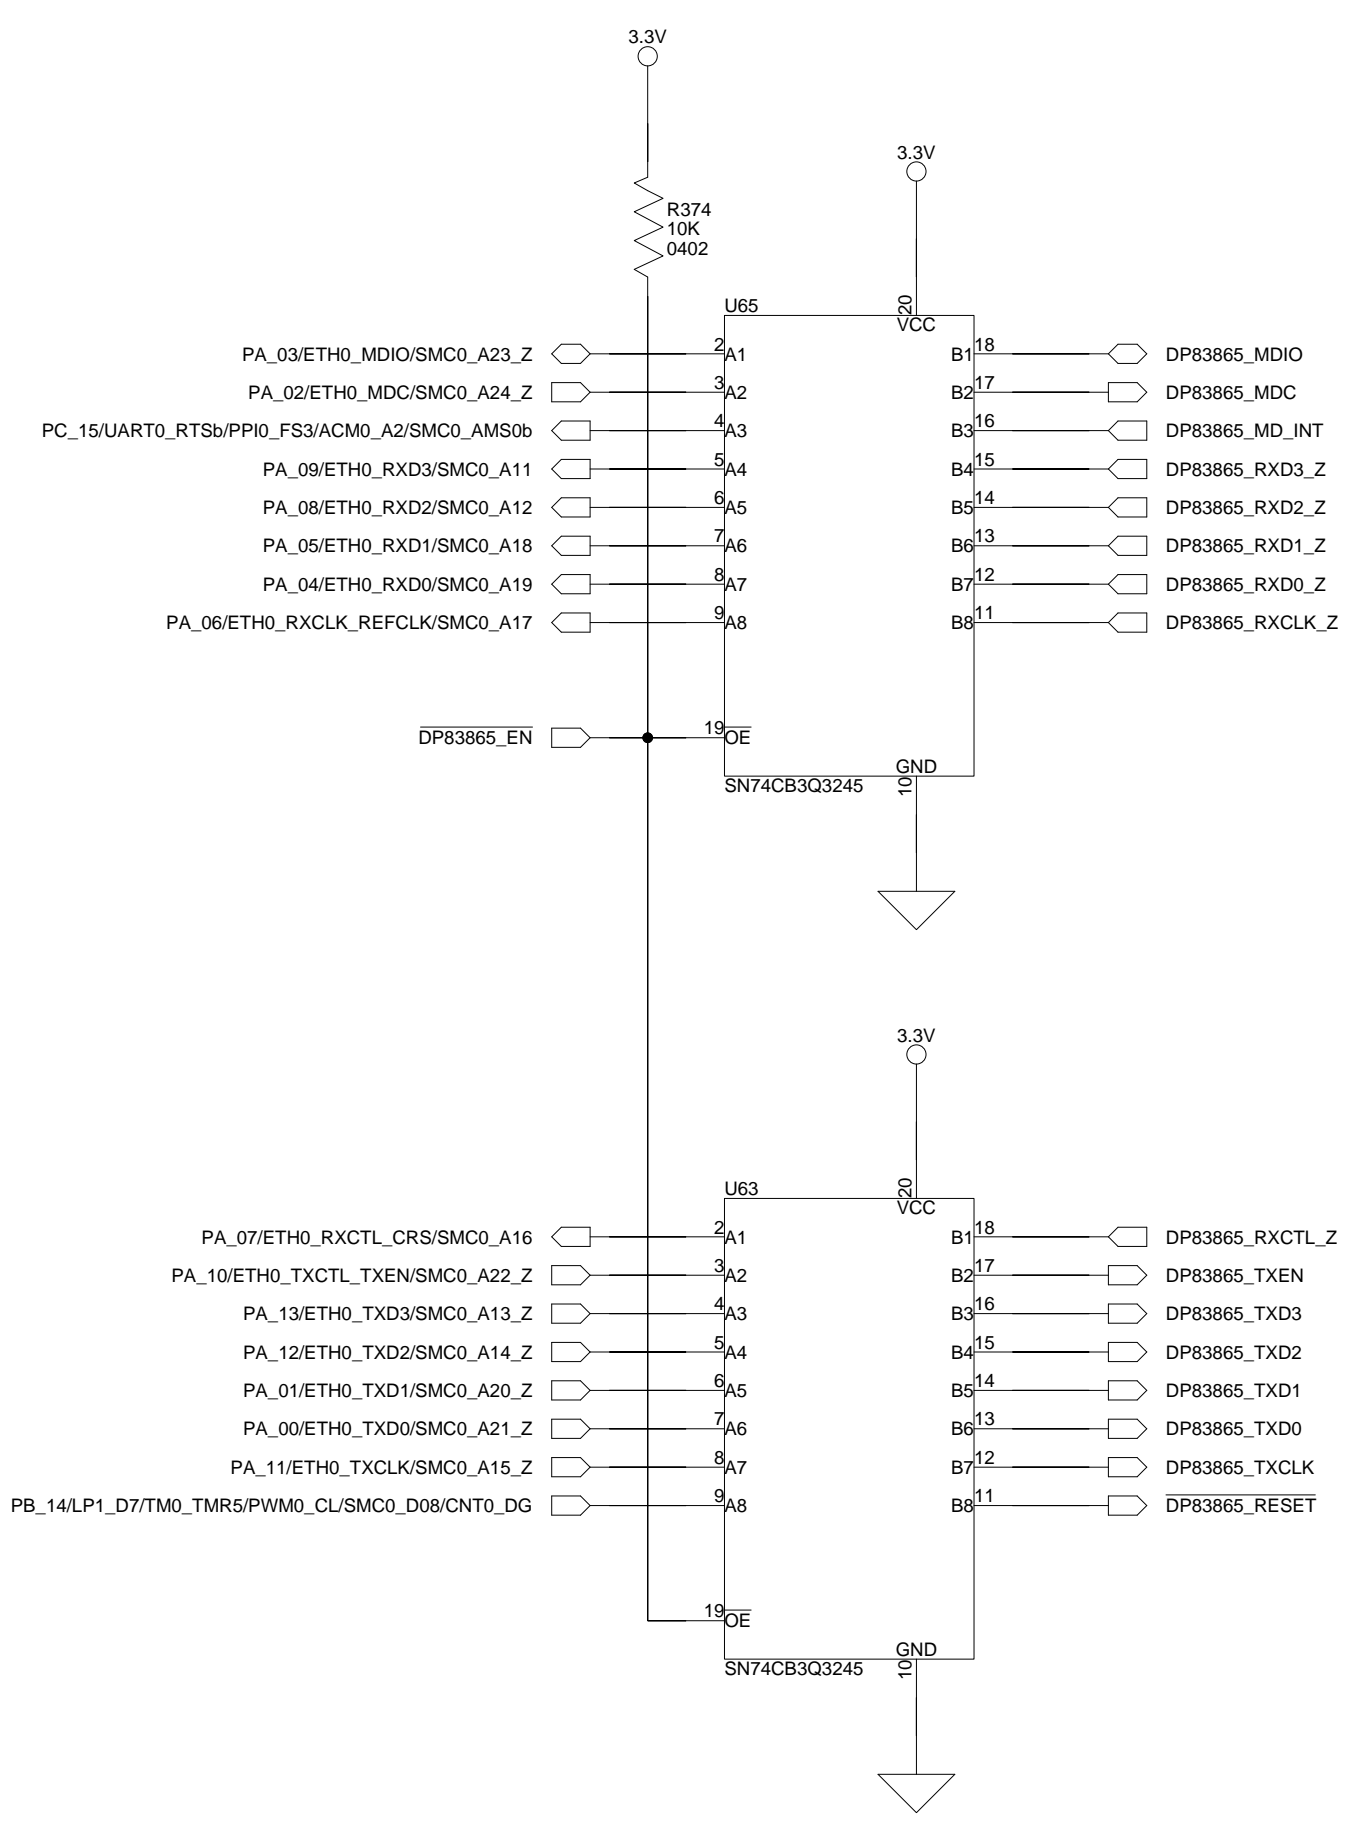 3.3V
3.3V
R374
10K
0402
U65
20
VCC
PA_03/ETH0_MDIO/SMC0_A23_Z 2 A1 B1 18 DP83865_MDIO
PA_02/ETH0_MDC/SMC0_A24_Z 3 A2 B2 17 DP83865_MDC
PC_15/UART0_RTSb/PPI0_FS3/ACM0_A2/SMC0_AMS0b 4 A3 B3 16 DP83865_MD_INT
PA_09/ETH0_RXD3/SMC0_A11 5 A4 B4 15 DP83865_RXD3_Z
PA_08/ETH0_RXD2/SMC0_A12 6 A5 B5 14 DP83865_RXD2_Z
PA_05/ETH0_RXD1/SMC0_A18 7 A6 B6 13 DP83865_RXD1_Z
PA_04/ETH0_RXD0/SMC0_A19 8 A7 B7 12 DP83865_RXD0_Z
PA_06/ETH0_RXCLK_REFCLK/SMC0_A17 9 A8 B8 11 DP83865_RXCLK_Z
DP83865_EN 19 OE
GND
SN74CB3Q3245 10
3.3V
U63
20
VCC
PA_07/ETH0_RXCTL_CRS/SMC0_A16 2 A1 B1 18 DP83865_RXCTL_Z
PA_10/ETH0_TXCTL_TXEN/SMC0_A22_Z 3 A2 B2 17 DP83865_TXEN
PA_13/ETH0_TXD3/SMC0_A13_Z 4 A3 B3 16 DP83865_TXD3
PA_12/ETH0_TXD2/SMC0_A14_Z 5 A4 B4 15 DP83865_TXD2
PA_01/ETH0_TXD1/SMC0_A20_Z 6 A5 B5 14 DP83865_TXD1
PA_00/ETH0_TXD0/SMC0_A21_Z 7 A6 B6 13 DP83865_TXD0
PA_11/ETH0_TXCLK/SMC0_A15_Z 8 A7 B7 12 DP83865_TXCLK
PB_14/LP1_D7/TM0_TMR5/PWM0_CL/SMC0_D08/CNT0_DG 9 A8 B8 11 DP83865_RESET
19 OE
GND
SN74CB3Q3245 10